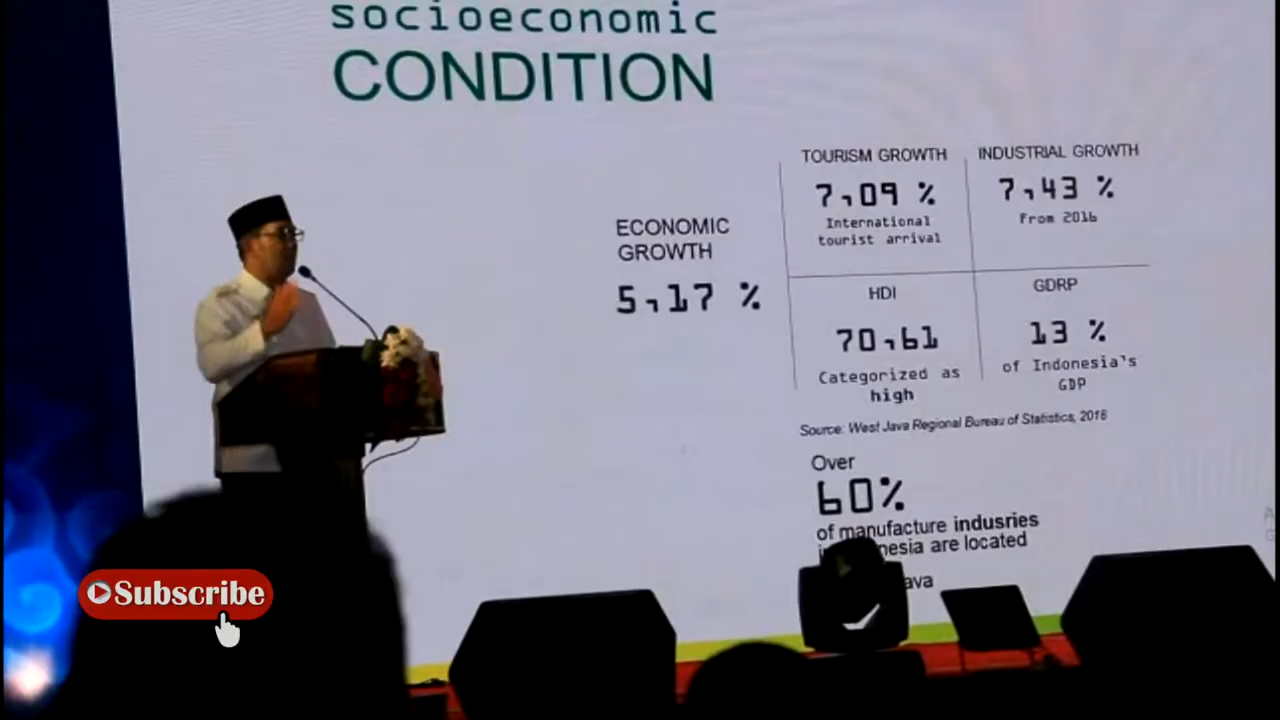 socioeconomic
CONDITION
ECONOMIC
GROWTH
5,17 %
TOURISM GROWTH
7,09 %
International
tourist arrival
INDUSTRIAL GROWTH
7,43 %
From 2016
HDI
70,61
Categorized as
high
GDRP
13 %
of Indonesia's
GDP
Source: West Java Regional Bureau of Statistics, 2018
Over
60%
of manufacture indusries
nesia are located
ava
Subscribe